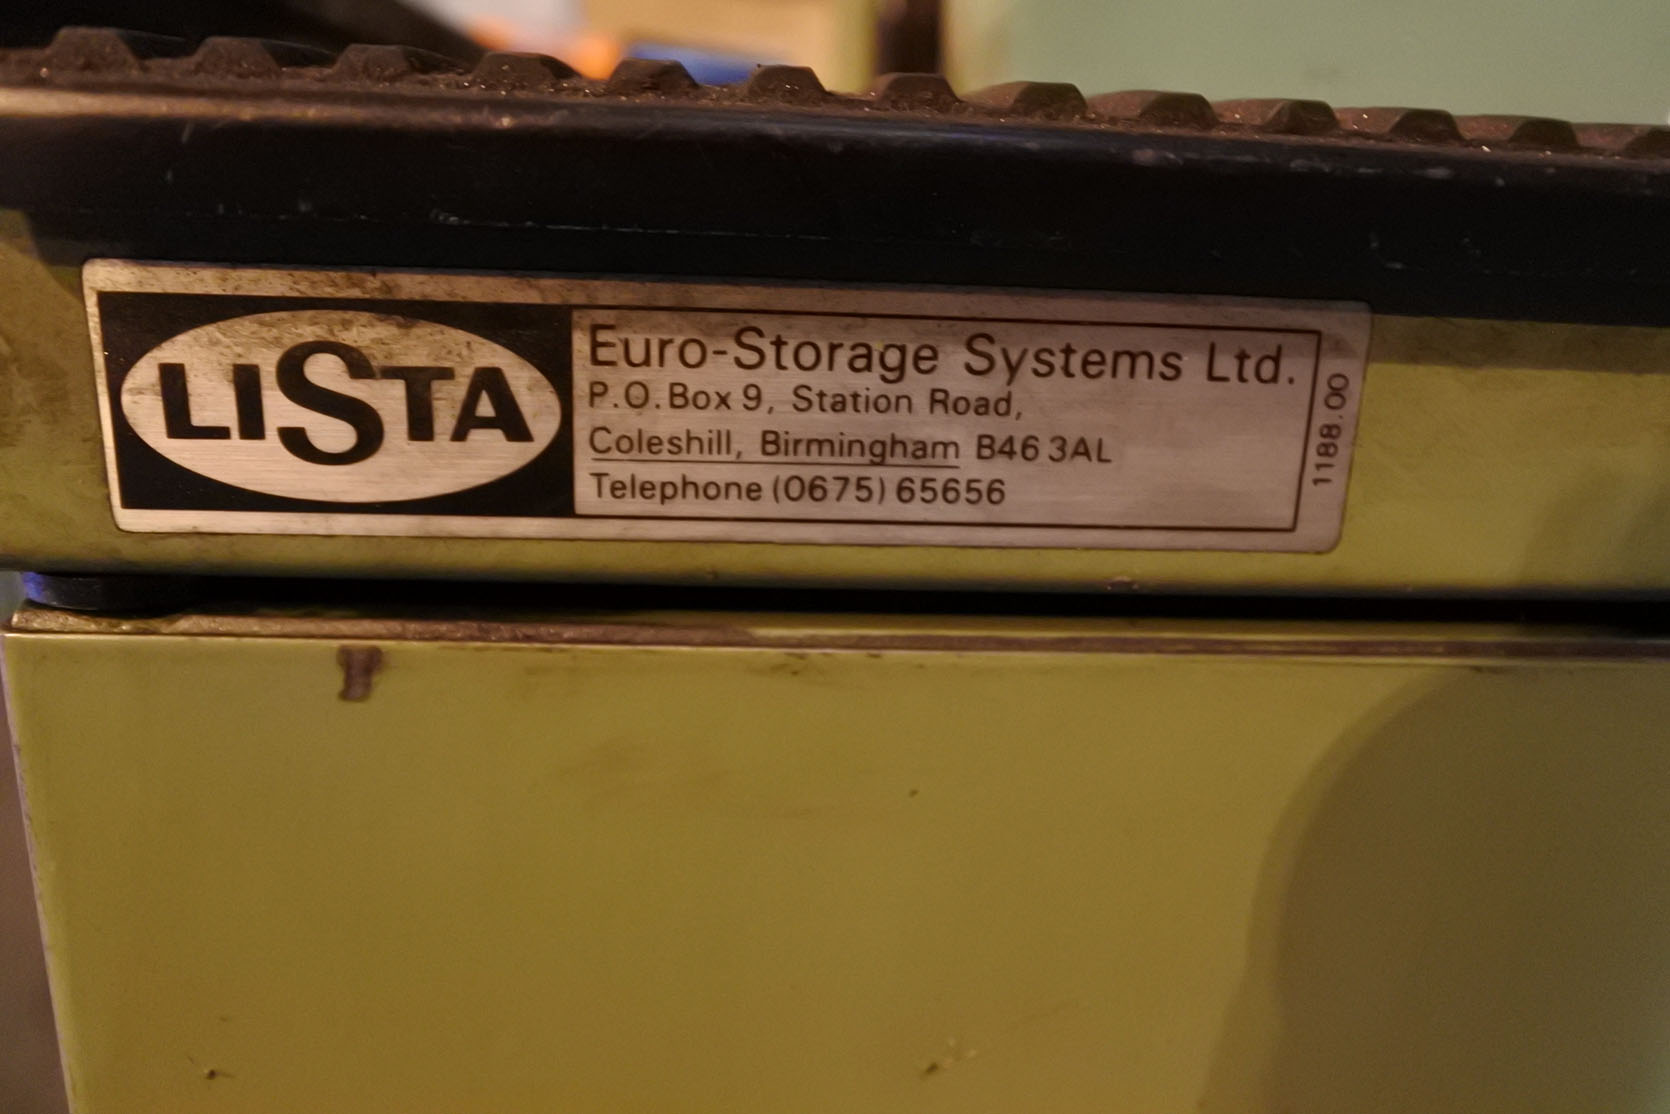 LISTA
Euro-Storage Systems Ltd.
P.O.Box 9, Station Road,
Coleshill, Birmingham B46 3AL
Telephone (0675) 65656
1188.00